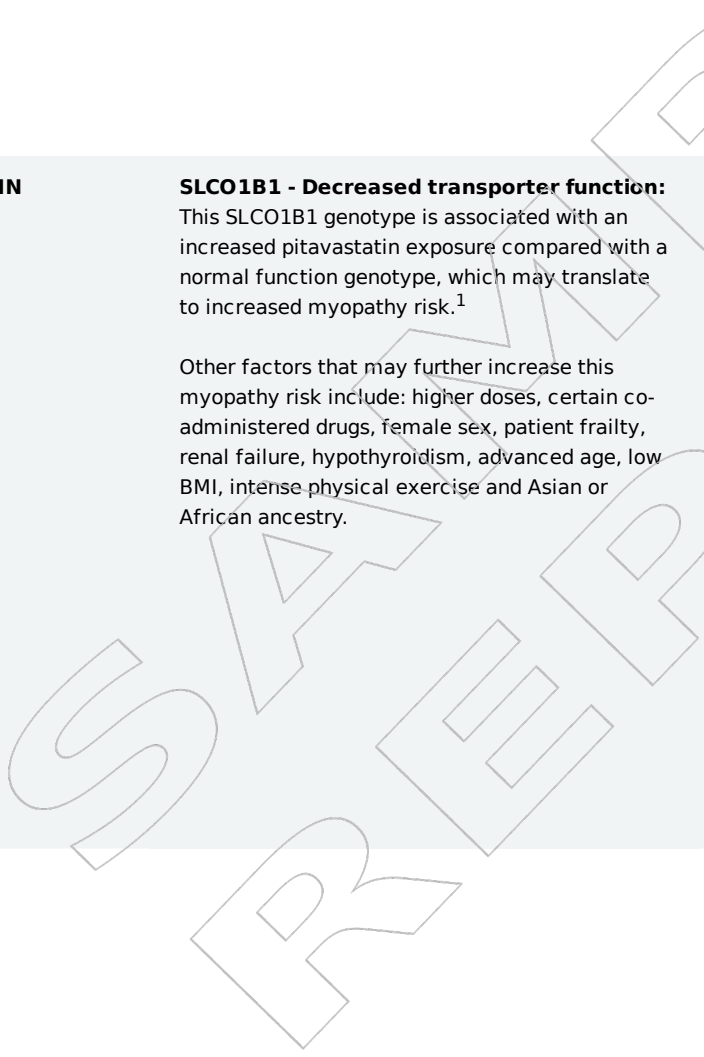 IN
SLCO1B1 - Decreased transporter function:
This SLCO1B1 genotype is associated with an
increased pitavastatin exposure compared with a
normal function genotype, which may translate
to increased myopathy risk.1
Other factors that may further increase this
myopathy risk include: higher doses, certain co-
administered drugs, female sex, patient frailty,
renal failure, hypothyroidism, advanced age, low
BMI, intense physical exercise and Asian or
African ancestry.
SAMP
REP